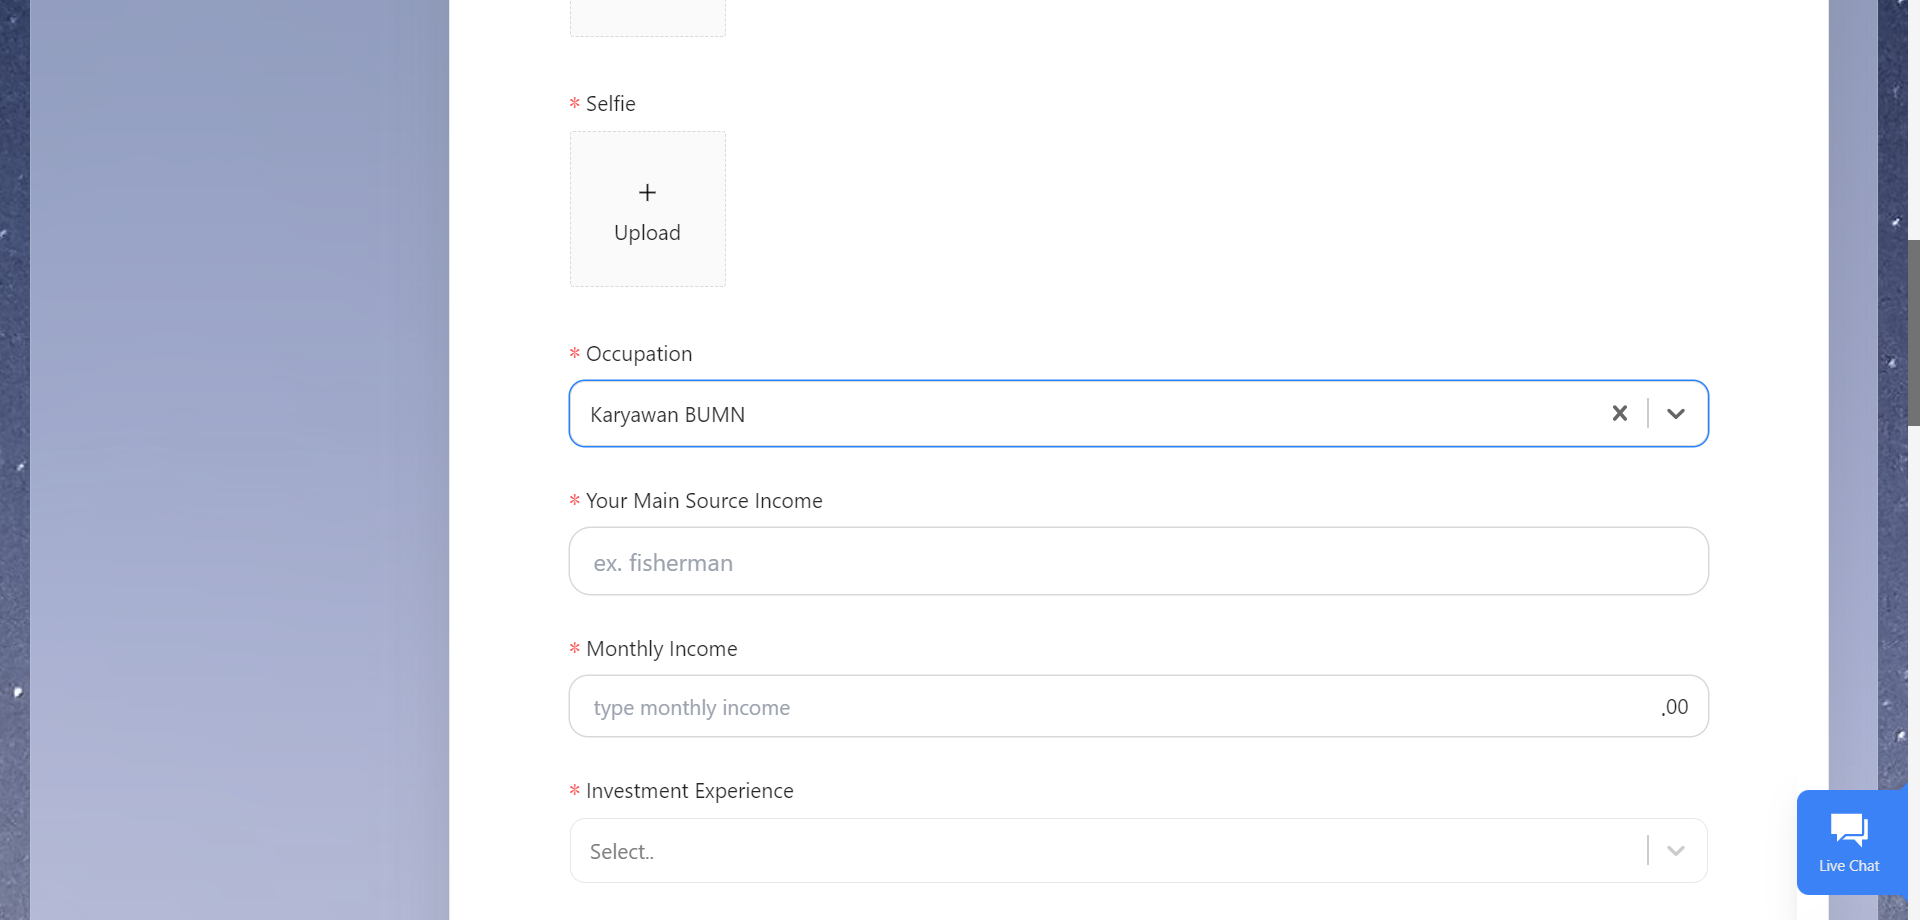 * Selfie
+
Upload
* Occupation
Karyawan BUMN
* Your Main Source Income
ex. fisherman
* Monthly Income
type monthly income
.00
* Investment Experience
Select..
Live Chat